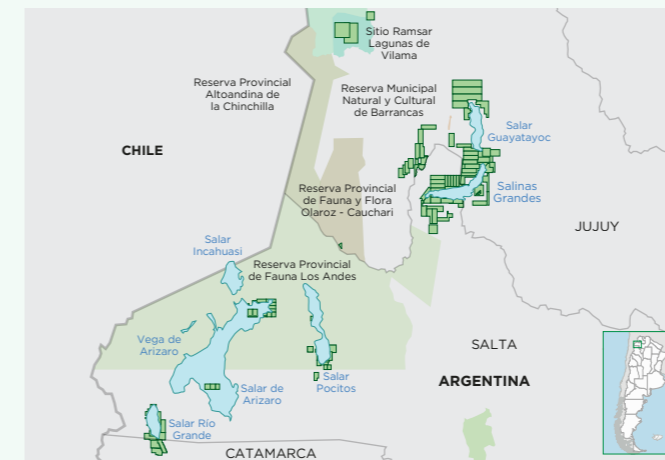 Sitio Ramsar
Lagunas de
Vilama
Reserva Provincial
Altoandina de
la Chinchilla
Reserva Municipal
Natural y Cultural
de Barrancas
CHILE
Salar
Guayatayoc
Reserva Provincial
de Fauna y Flora
Olaroz - Cauchari
Salinas
Grandes
JUJUY
Salar
Incahuasi
Reserva Provincial
de Fauna Los Andes
Vega de
Arizaro
SALTA
ARGENTINA
Salar
Pocitos
Salar de
Arizaro
Salar Río
Grande
CATAMARCA